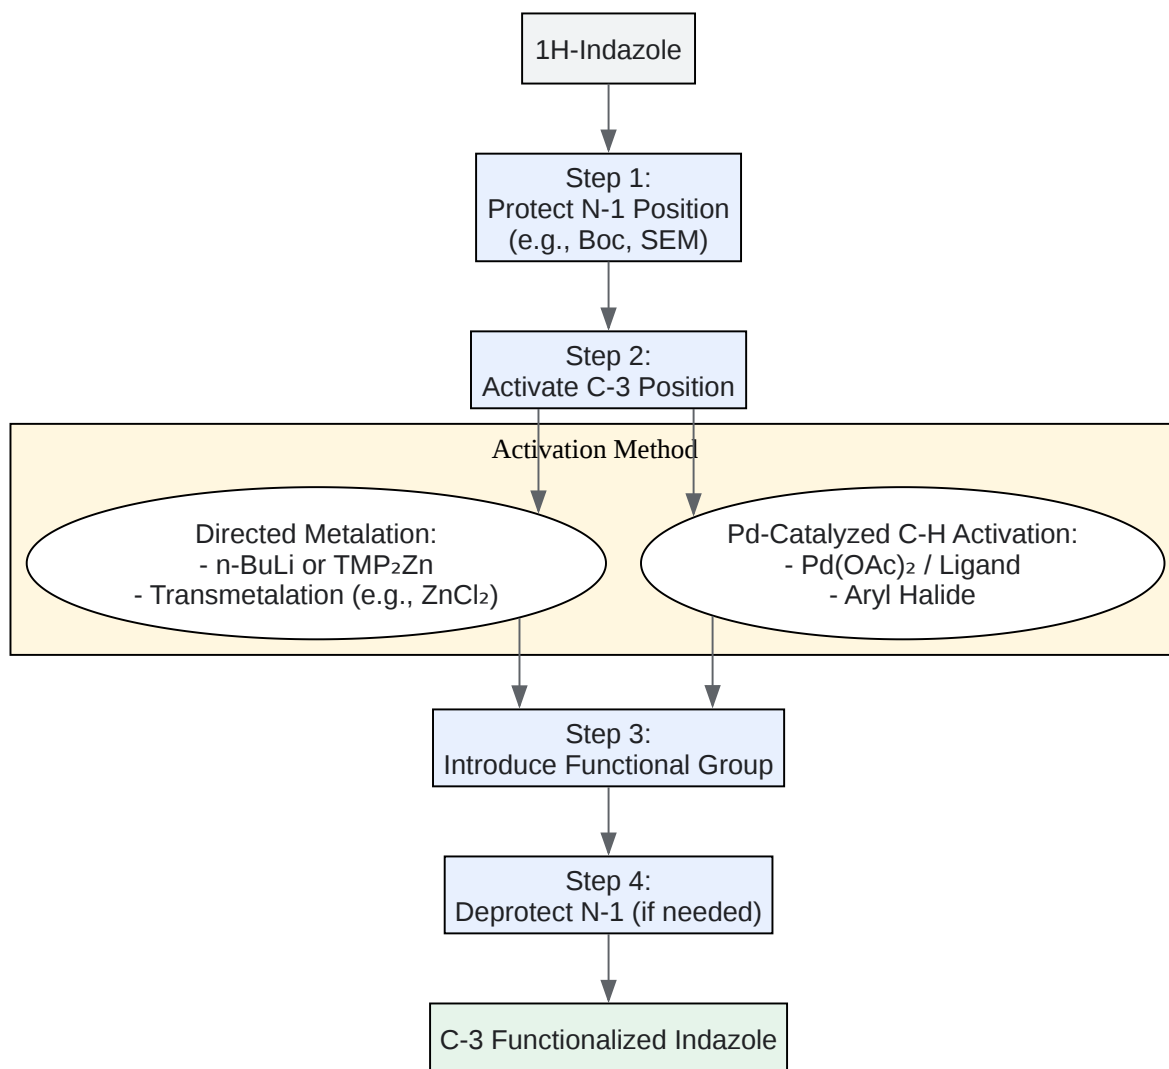 1H-Indazole
Step 1:
Protect N-1 Position
(e.g., Boc, SEM)
Step 2:
Activate C-3 Position
Activation Method
Directed Metalation:
- n-BuLi or TMP₂Zn
- Transmetalation (e.g., ZnCl₂)
Pd-Catalyzed C-H Activation:
- Pd(OAc)₂ / Ligand
- Aryl Halide
Step 3:
Introduce Functional Group
Step 4:
Deprotect N-1 (if needed)
C-3 Functionalized Indazole